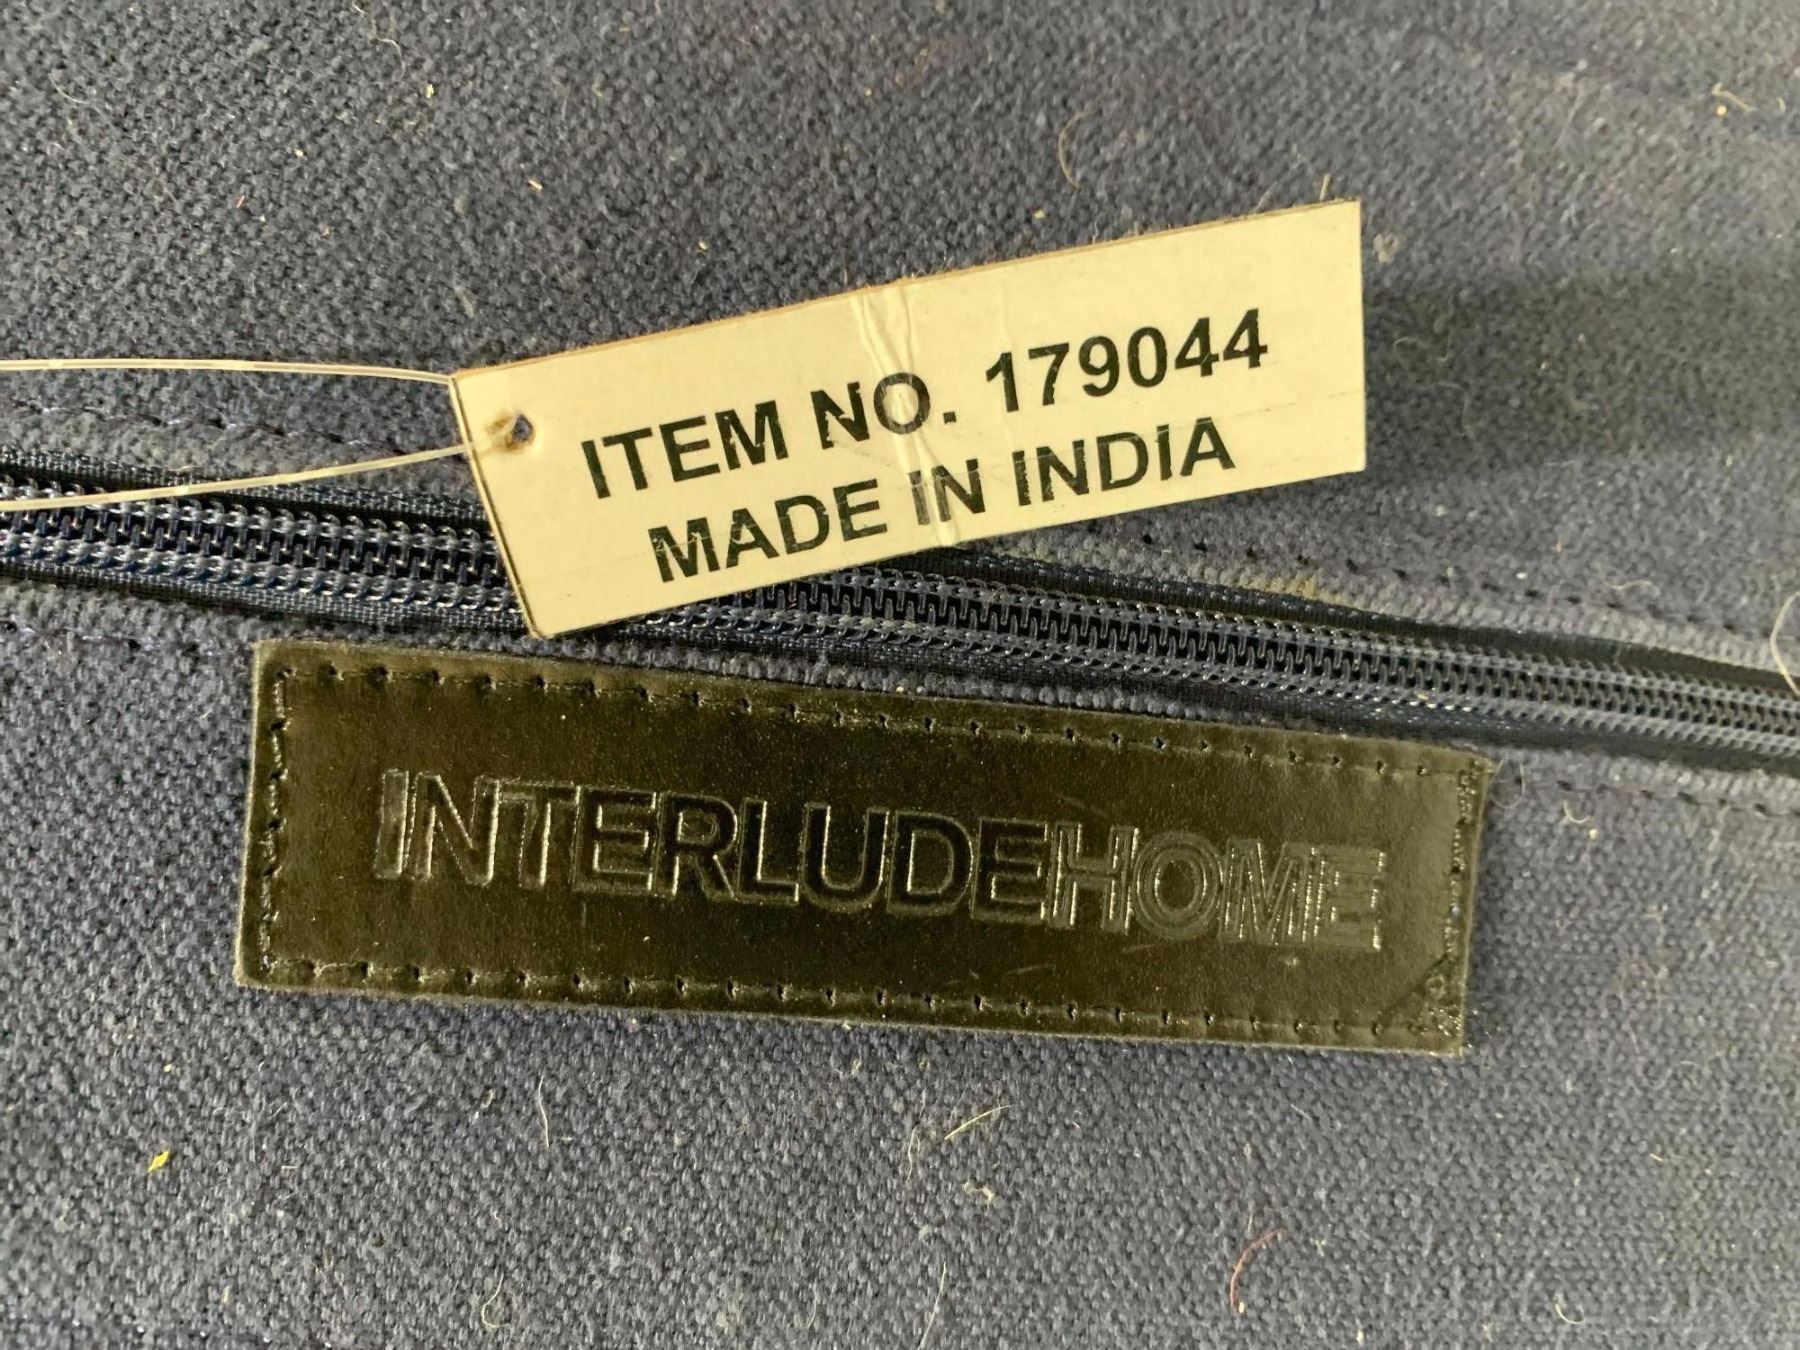 ITEM NO. 179044
MADE IN INDIA
INTERLUDEHOME